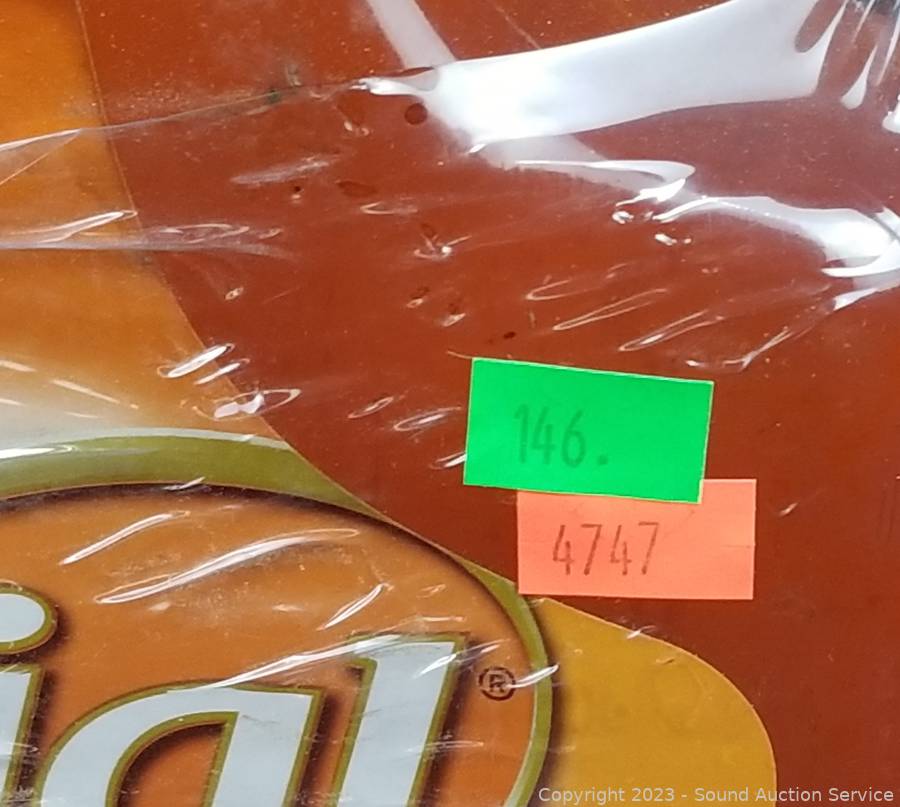 146.
4747
ial®
Copyright 2023 - Sound Auction Service